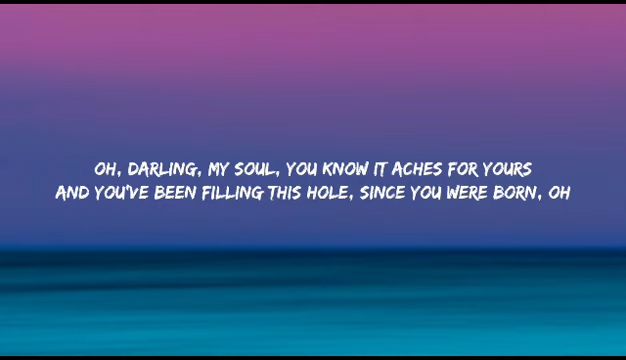 OH, DARLING, MY SOUL, YOU KNOW IT ACHES FOR YOURS
AND YOU'VE BEEN FILLING THIS HOLE, SINCE YOU WERE BORN, OH